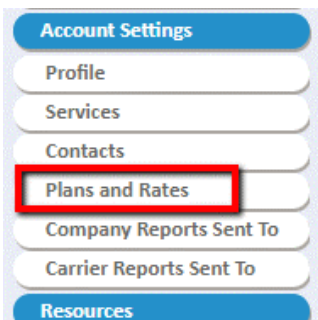 Account Settings
Profile
Services
Contacts
Plans and Rates
Company Reports Sent To
Carrier Reports Sent To
Resources